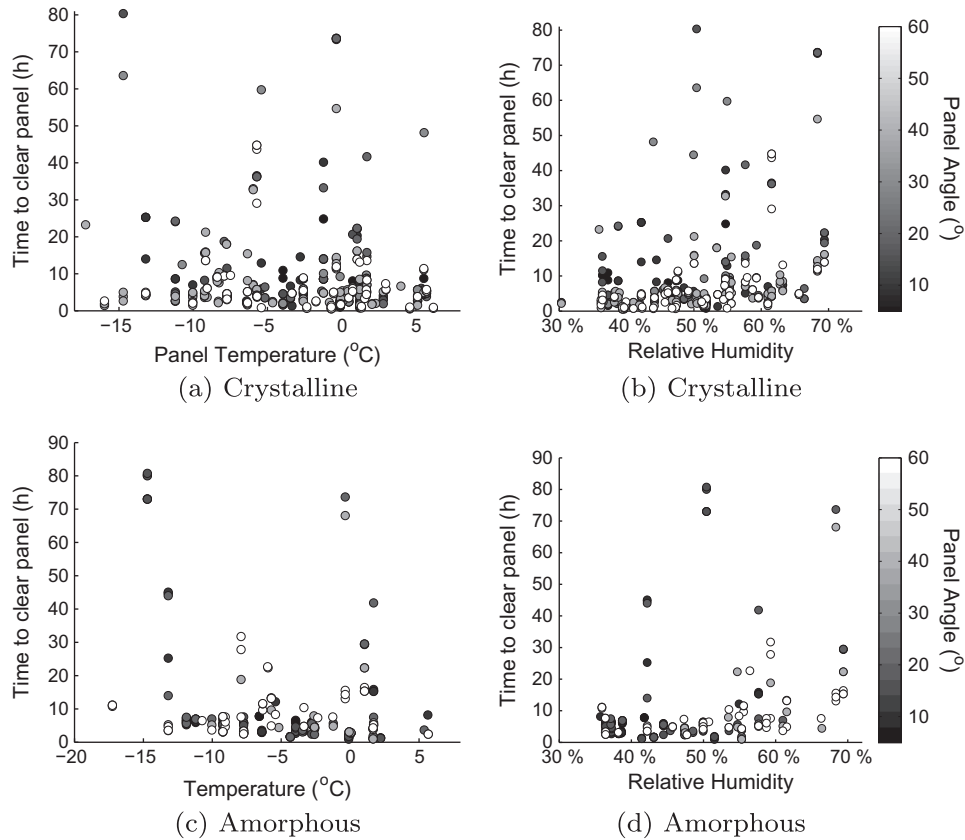 80
70
60
50
40
30
20
10
0
Time to clear panel (h)
−15 −10 −5 0 5
Panel Temperature (°C)
(a) Crystalline
80
70
60
50
40
30
20
10
0
Time to clear panel (h)
30 % 40 % 50 % 60 % 70 %
Relative Humidity
(b) Crystalline
60
50
40
30
20
10
Panel Angle (°)
90
80
70
60
50
40
30
20
10
0
Time to clear panel (h)
−20 −15 −10 −5 0 5
Temperature (°C)
(c) Amorphous
90
80
70
60
50
40
30
20
10
0
Time to clear panel (h)
30 % 40 % 50 % 60 % 70 %
Relative Humidity
(d) Amorphous
60
50
40
30
20
10
Panel Angle (°)